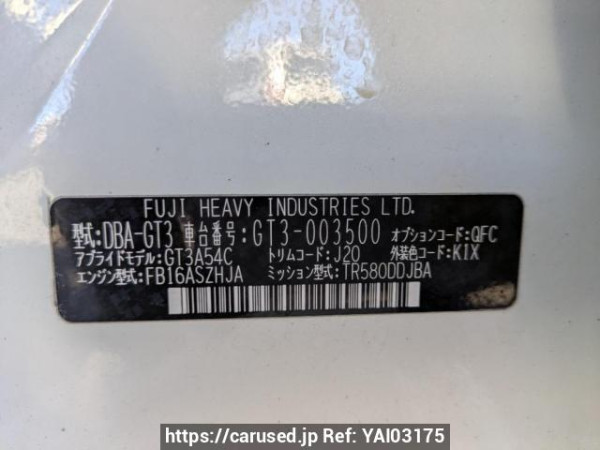 FUJI HEAVY INDUSTRIES LTD.
型式:DBA-GT3 車台番号:GT3-003500 オプションコード:QFC
アプライドモデル:GT3A54C トリムコード:J20 外装色コード:K1X
エンジン型式:FB16ASZHJA ミッション型式:TR580DDJBA
https://carused.jp Ref: YAI03175